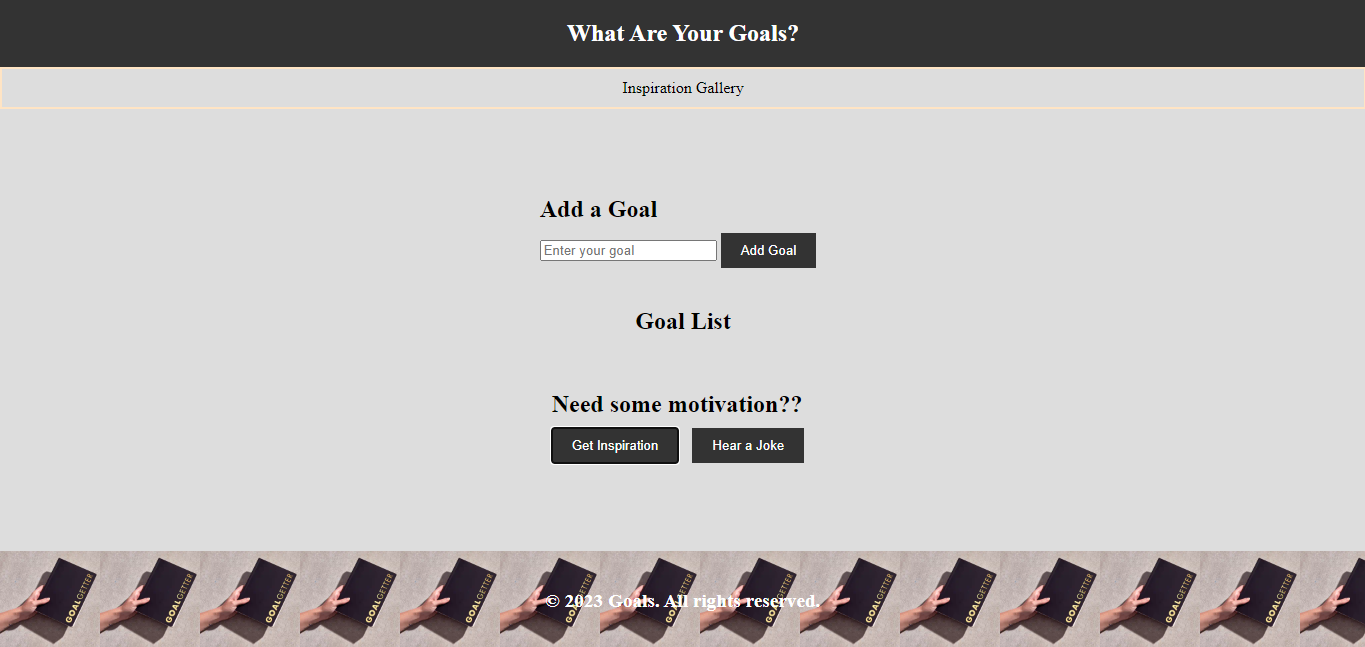 What Are Your Goals?
Inspiration Gallery
Add a Goal
Enter your goal Add Goal
Goal List
Need some motivation??
Get Inspiration Hear a Joke
GOALGETTER GOALGETTER GOALGETTER GOALGETTER GOALGETTER GOALGETTER GOALGETTER GOALGETTER GOALGETTER GOALGETTER GOALGETTER GOALGETTER GOALGETTER
© 2023 Goals. All rights reserved.